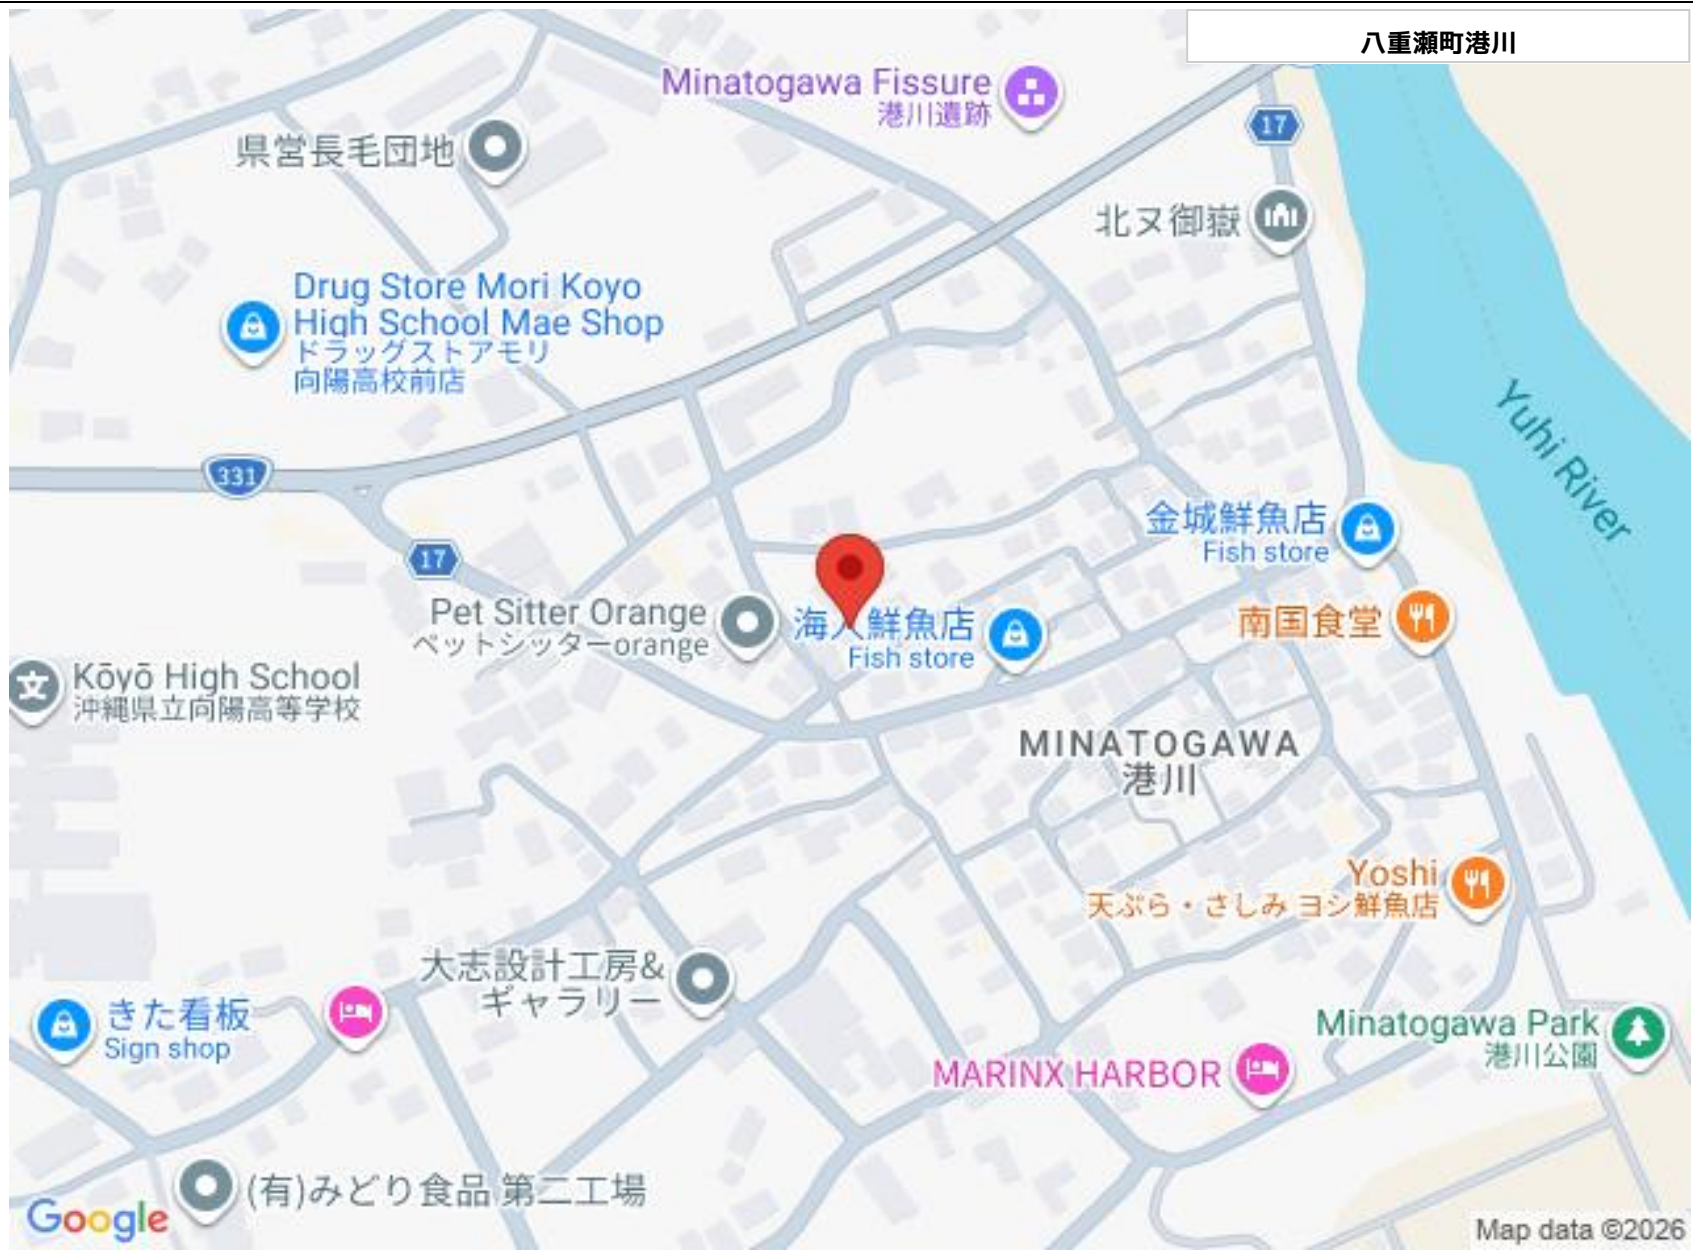 八重瀬町港川
Minatogawa Fissure
港川遺跡
17
県営長毛団地
北ヌ御嶽
Drug Store Mori Koyo
High School Mae Shop
ドラッグストアモリ
向陽高校前店
Yuhi River
331
金城鮮魚店
Fish store
17
Pet Sitter Orange
ペットシッターorange
海人鮮魚店
Fish store
南国食堂
Kōyō High School
沖縄県立向陽高等学校
MINATOGAWA
港川
Yoshi
天ぷら・さしみ ヨシ鮮魚店
大志設計工房&
ギャラリー
きた看板
Sign shop
Minatogawa Park
港川公園
MARINX HARBOR
(有)みどり食品 第二工場
Google
Map data ©2026